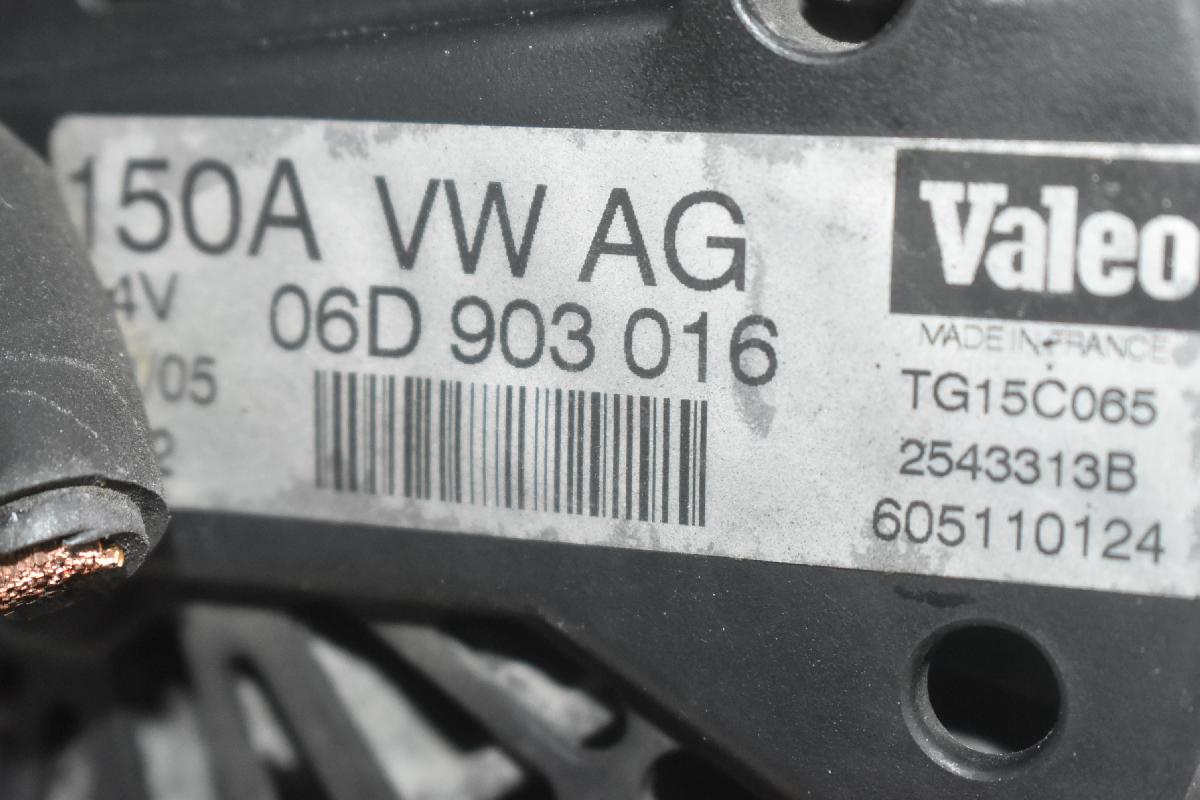 150A VW AG
4V
06D 903 016
/05
2
Valeo
MADE IN FRANCE
TG15C065
2543313B
605110124